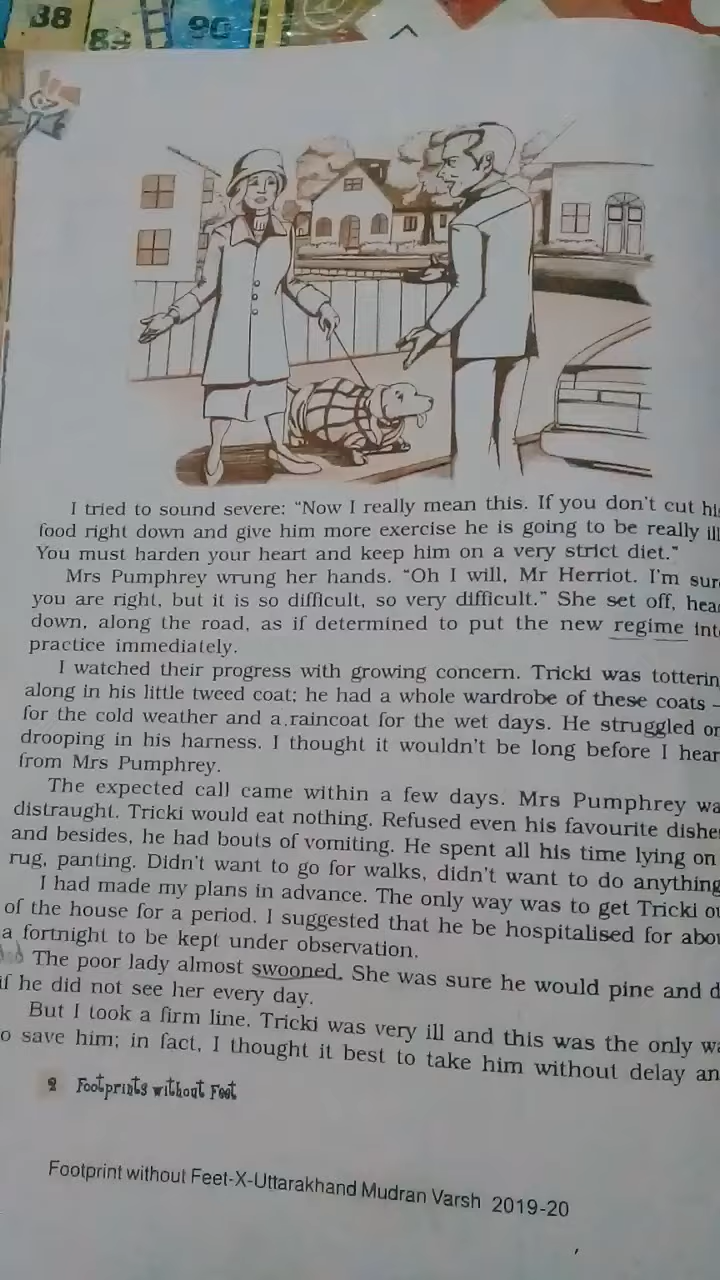 88
89
90
I tried to sound severe: "Now I really mean this. If you don't cut hi
food right down and give him more exercise he is going to be really ill
You must harden your heart and keep him on a very strict diet."
Mrs Pumphrey wrung her hands. "Oh I will, Mr Herriot. I'm sur
you are right, but it is so difficult, so very difficult." She set off, hea
down, along the road, as if determined to put the new regime int
practice immediately.
I watched their progress with growing concern. Tricki was totterin
along in his little tweed coat; he had a whole wardrobe of these coats –
for the cold weather and a raincoat for the wet days. He struggled on
drooping in his harness. I thought it wouldn't be long before I hear
from Mrs Pumphrey.
The expected call came within a few days. Mrs Pumphrey wa
distraught. Tricki would eat nothing. Refused even his favourite dishe
and besides, he had bouts of vomiting. He spent all his time lying on
rug, panting. Didn't want to go for walks, didn't want to do anything
I had made my plans in advance. The only way was to get Tricki ou
of the house for a period. I suggested that he be hospitalised for abou
a fortnight to be kept under observation.
The poor lady almost swooned. She was sure he would pine and d
if he did not see her every day.
But I took a firm line. Tricki was very ill and this was the only wa
o save him; in fact, I thought it best to take him without delay an
2 Footprints without Feet
Footprint without Feet-X-Uttarakhand Mudran Varsh 2019-20